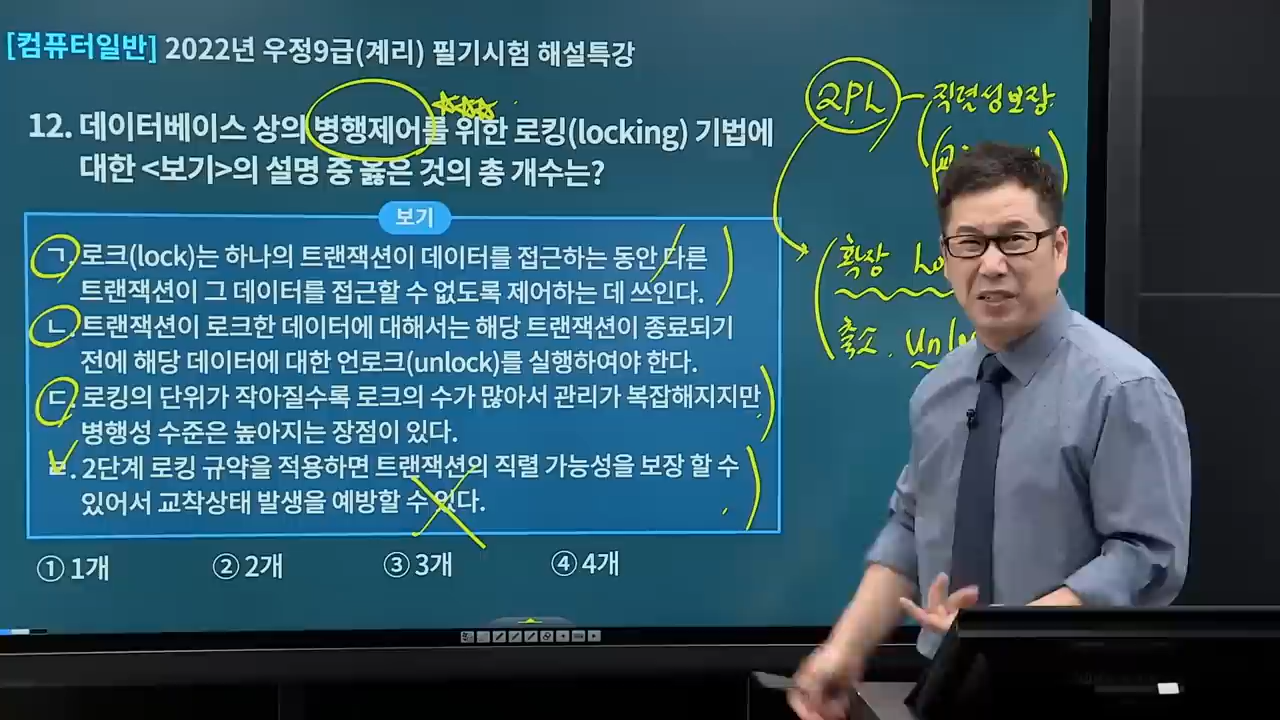 [컴퓨터일반] 2022년 우정9급(계리) 필기시험 해설특강
12. 데이터베이스 상의 병행제어를 위한 로킹(locking) 기법에
대한 <보기>의 설명 중 옳은 것의 총 개수는?
보기
ㄱ. 로크(lock)는 하나의 트랜잭션이 데이터를 접근하는 동안 다른
트랜잭션이 그 데이터를 접근할 수 없도록 제어하는 데 쓰인다.
ㄴ. 트랜잭션이 로크한 데이터에 대해서는 해당 트랜잭션이 종료되기
전에 해당 데이터에 대한 언로크(unlock)를 실행하여야 한다.
ㄷ. 로킹의 단위가 작아질수록 로크의 수가 많아서 관리가 복잡해지지만
병행성 수준은 높아지는 장점이 있다.
ㄹ. 2단계 로킹 규약을 적용하면 트랜잭션의 직렬 가능성을 보장 할 수
있어서 교착상태 발생을 예방할 수 있다.
① 1개 ② 2개 ③ 3개 ④ 4개
2PL 직렬성보장
확장
축소